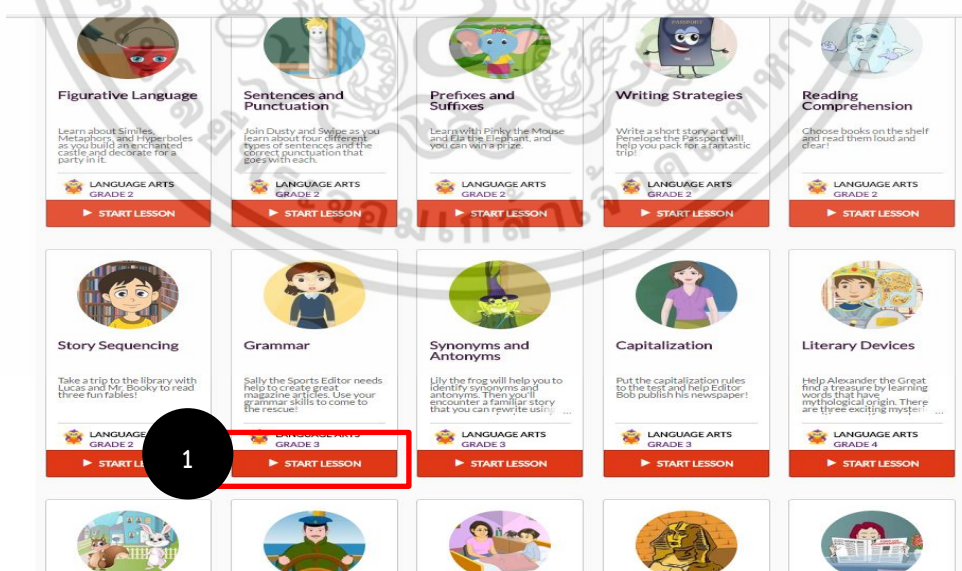 PASSPORT
Figurative Language
Learn about Similes,
Metaphors, and Hyperboles
as you build an enchanted
castle and decorate for a
party in it.
LANGUAGE ARTS
GRADE 2
► START LESSON
Sentences and
Punctuation
Join Dusty and Swipe as you
learn about four different
types of sentences and the
correct punctuation that
goes with each.
LANGUAGE ARTS
GRADE 2
► START LESSON
Prefixes and
Suffixes
Learn with Pinky the Mouse
and Ela the Elephant, and
you can win a prize.
LANGUAGE ARTS
GRADE 2
► START LESSON
Writing Strategies
Write a short story and
Penelope the Passport will
help you pack for a fantastic
trip!
LANGUAGE ARTS
GRADE 2
► START LESSON
Reading
Comprehension
Choose books on the shelf
and read them loud and
clear!
LANGUAGE ARTS
GRADE 2
► START LESSON
Story Sequencing
Take a trip to the library with
Lucas and Mr. Booky to read
three fun fables!
LANGUAGE
GRADE 2
► START L
1
Grammar
Sally the Sports Editor needs
help to create great
magazine articles. Use your
grammar skills to come to
the rescue!
LANGUAGE ARTS
GRADE 3
► START LESSON
Synonyms and
Antonyms
Lily the frog will help you to
identify synonyms and
antonyms. Then you'll
encounter a familiar story
that you can rewrite using ...
LANGUAGE ARTS
GRADE 3
► START LESSON
Capitalization
Put the capitalization rules
to the test and help Editor
Bob publish his newspaper!
LANGUAGE ARTS
GRADE 3
► START LESSON
Literary Devices
Help Alexander the Great
find a treasure by learning
words that have
mythological origin. There
are three exciting myster ...
LANGUAGE ARTS
GRADE 4
► START LESSON